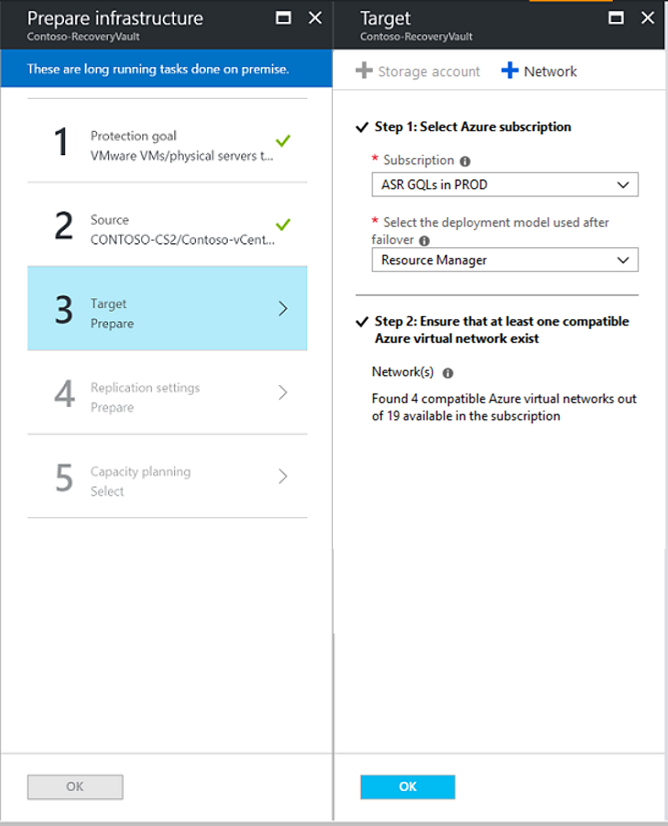 Prepare infrastructure
Contoso-RecoveryVault
These are long running tasks done on premise.
1
Protection goal
VMware VMs/physical servers t...
2
Source
CONTOSO-CS2/Contoso-vCent...
3
Target
Prepare
4
Replication settings
Prepare
5
Capacity planning
Select
OK
Target
Contoso-RecoveryVault
Storage account
Network
Step 1: Select Azure subscription
* Subscription
ASR GQLs in PROD
* Select the deployment model used after
failover
Resource Manager
Step 2: Ensure that at least one compatible
Azure virtual network exist
Network(s)
Found 4 compatible Azure virtual networks out
of 19 available in the subscription
OK